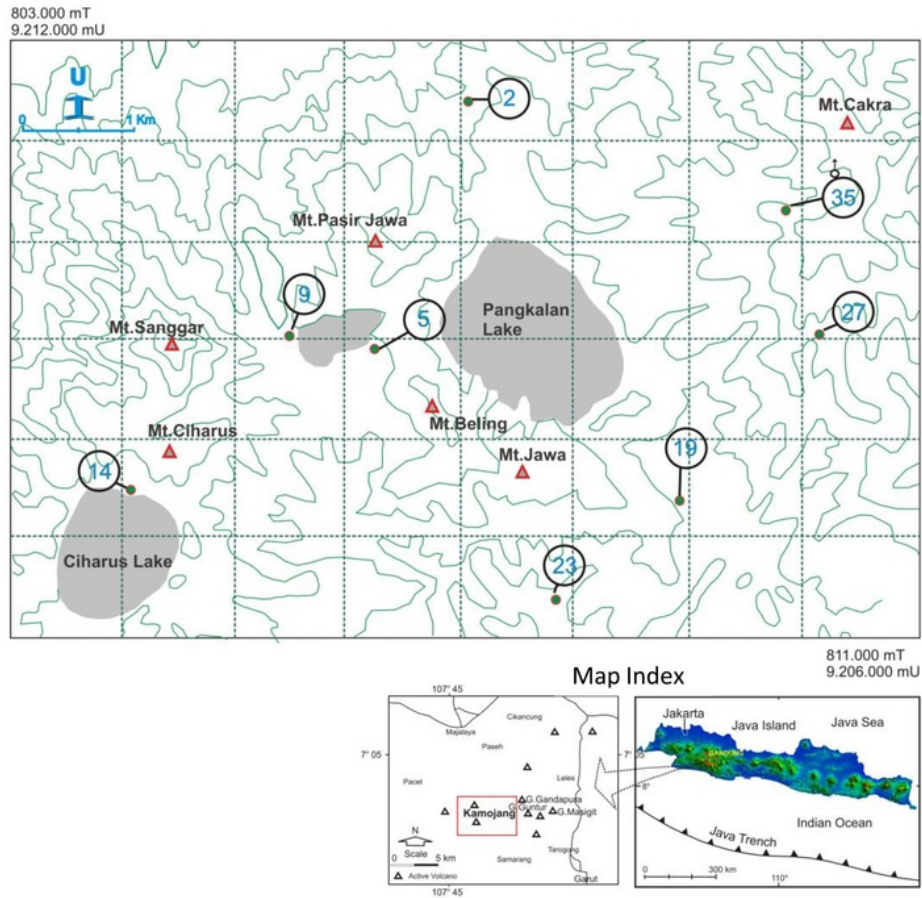 803.000 mT
9.212.000 mU
U
0 1 Km
2
Mt.Cakra
35
Mt.Pasir Jawa
9
5
Pangkalan
Lake
27
Mt.Sanggar
Mt.Beling
Mt.Ciharus
14
Mt.Jawa
19
Ciharus Lake
23
811.000 mT
9.206.000 mU
Map Index
107° 45
Cikancung
Majalaya
Paseh
7° 05
Pacet
Leles
G.Gandapura
G.Guntur
Kamojang
G.Masigit
N
Scale
0 5 km
Samarang
Tarogong
Active Volcano
Garut
107° 45
Jakarta
Java Island
Java Sea
7° 05
BANDUNG
8°
Indian Ocean
Java Trench
0 300 km
110°